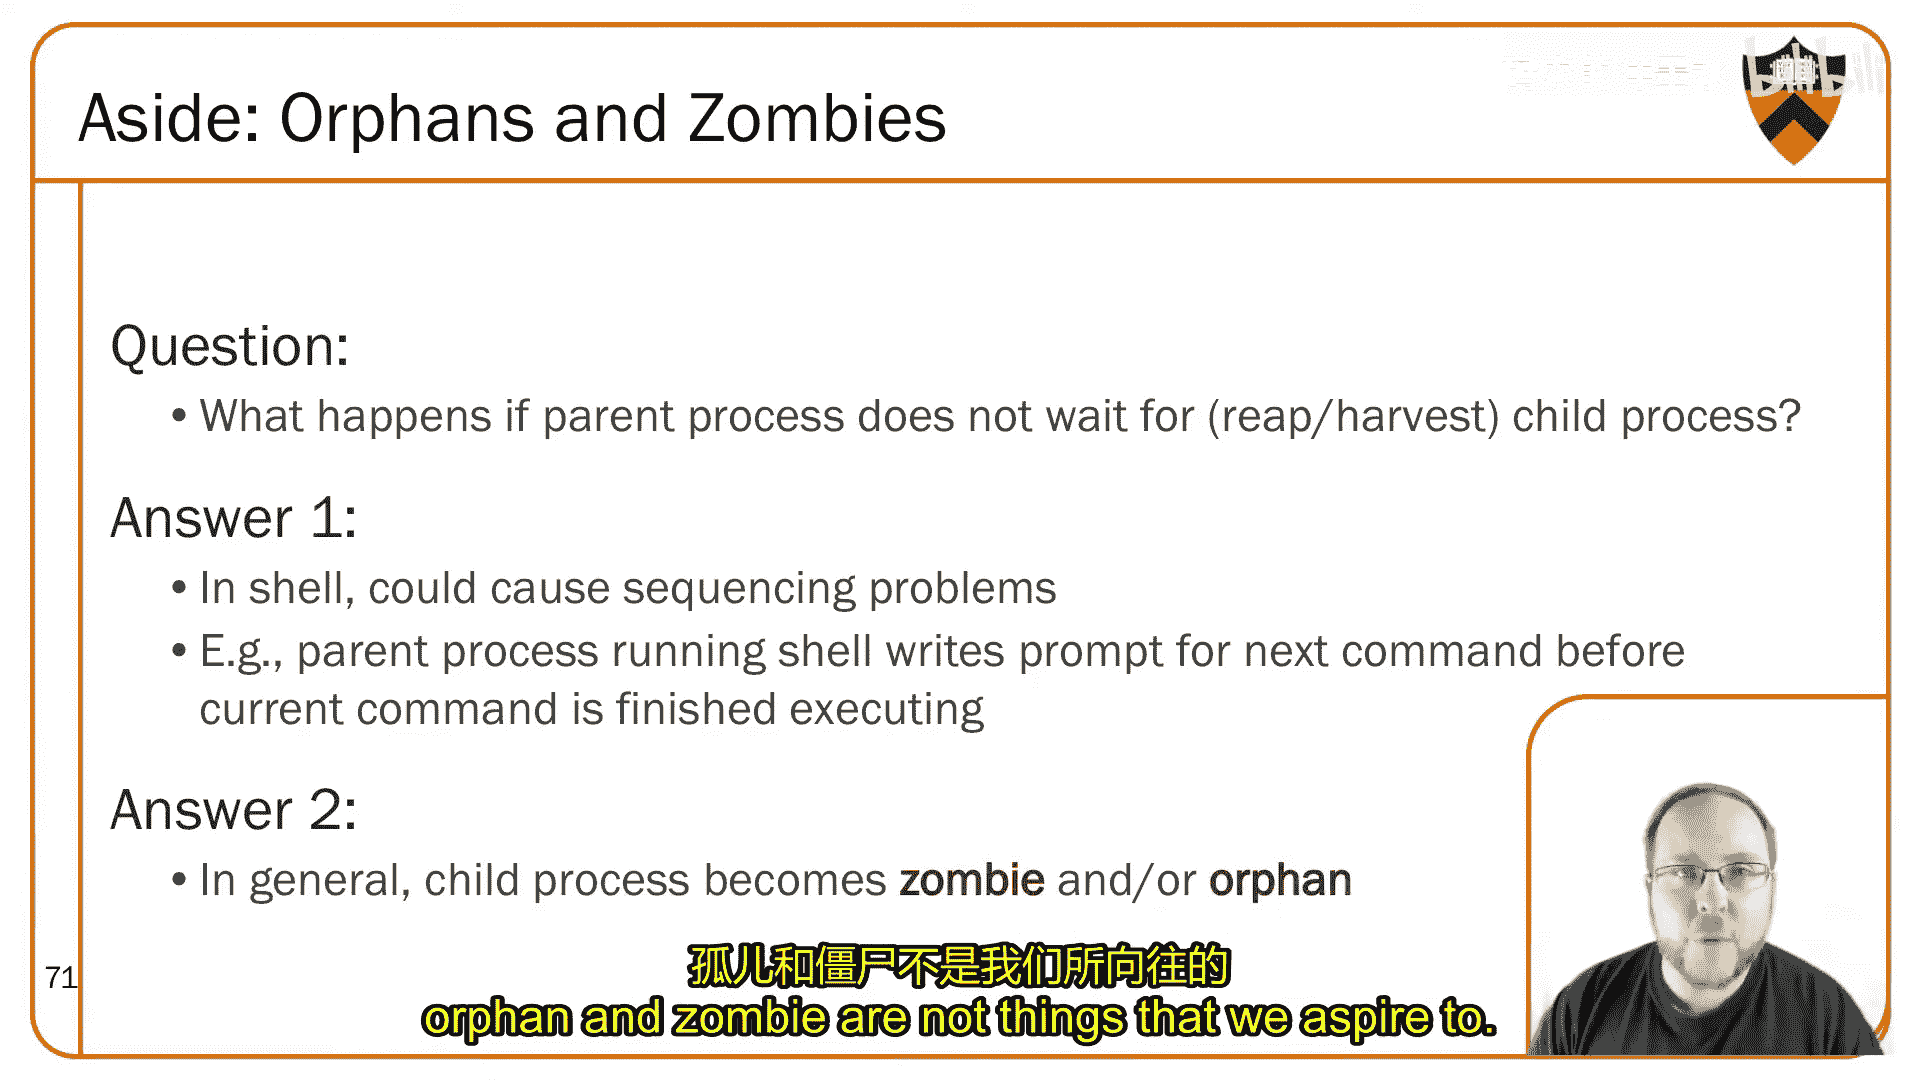 Aside: Orphans and Zombies
Question:
• What happens if parent process does not wait for (reap/harvest) child process?
Answer 1:
• In shell, could cause sequencing problems
• E.g., parent process running shell writes prompt for next command before
current command is finished executing
Answer 2:
• In general, child process becomes zombie and/or orphan
71
孤儿和僵尸不是我们所向往的
orphan and zombie are not things that we aspire to.